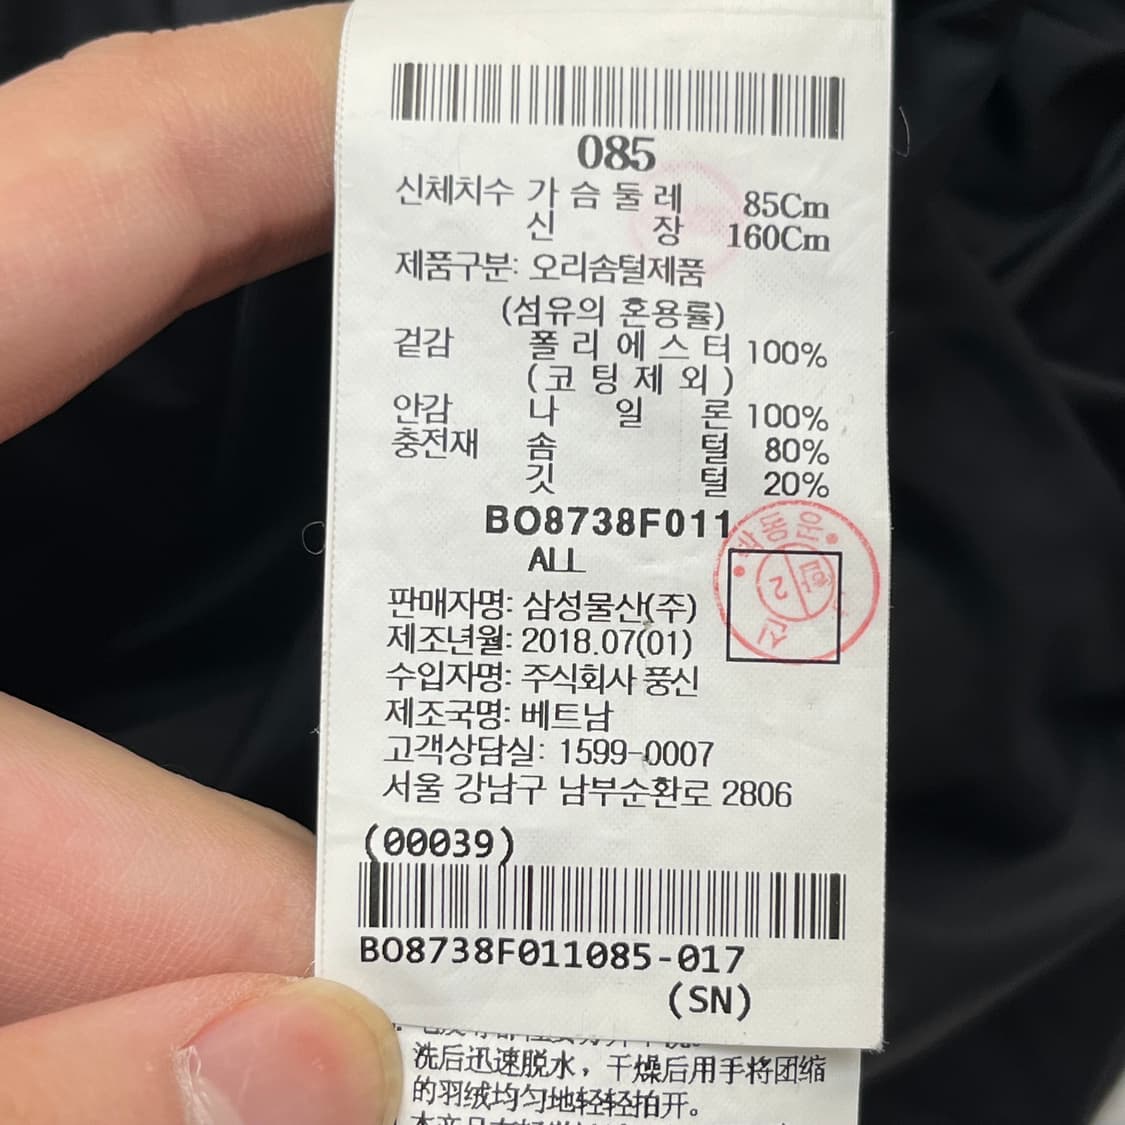 085
신체치수 가슴둘레 85Cm
신장 160Cm
제품구분: 오리솜털제품
(섬유의 혼용률)
겉감 폴리에스터 100%
(코팅제외)
안감 나일론 100%
충전재 솜털 80%
깃털 20%
BO8738F011
ALL
판매자명: 삼성물산(주)
제조년월: 2018.07(01)
수입자명: 주식회사 풍신
제조국명: 베트남
고객상담실: 1599-0007
서울 강남구 남부순환로 2806
(00039)
BO8738F011085-017
(SN)
洗后迅速脱水，干燥后用手将团缩
的羽绒均匀地轻轻拍开。